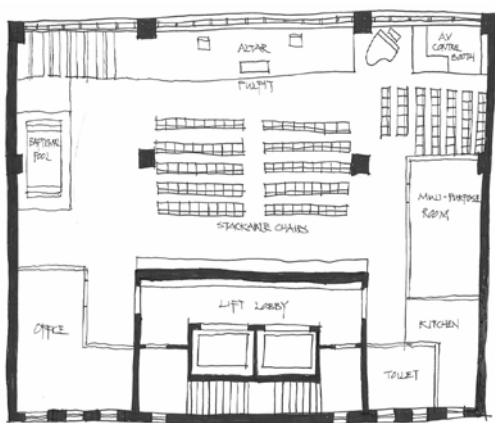 ALTAR
AV
CONTROL
BOOTH
PULPIT
BAPTISMAL
POOL
MULTI-PURPOSE
ROOM
STACKABLE CHAIRS
LIFT LOBBY
OFFICE
KITCHEN
TOILET